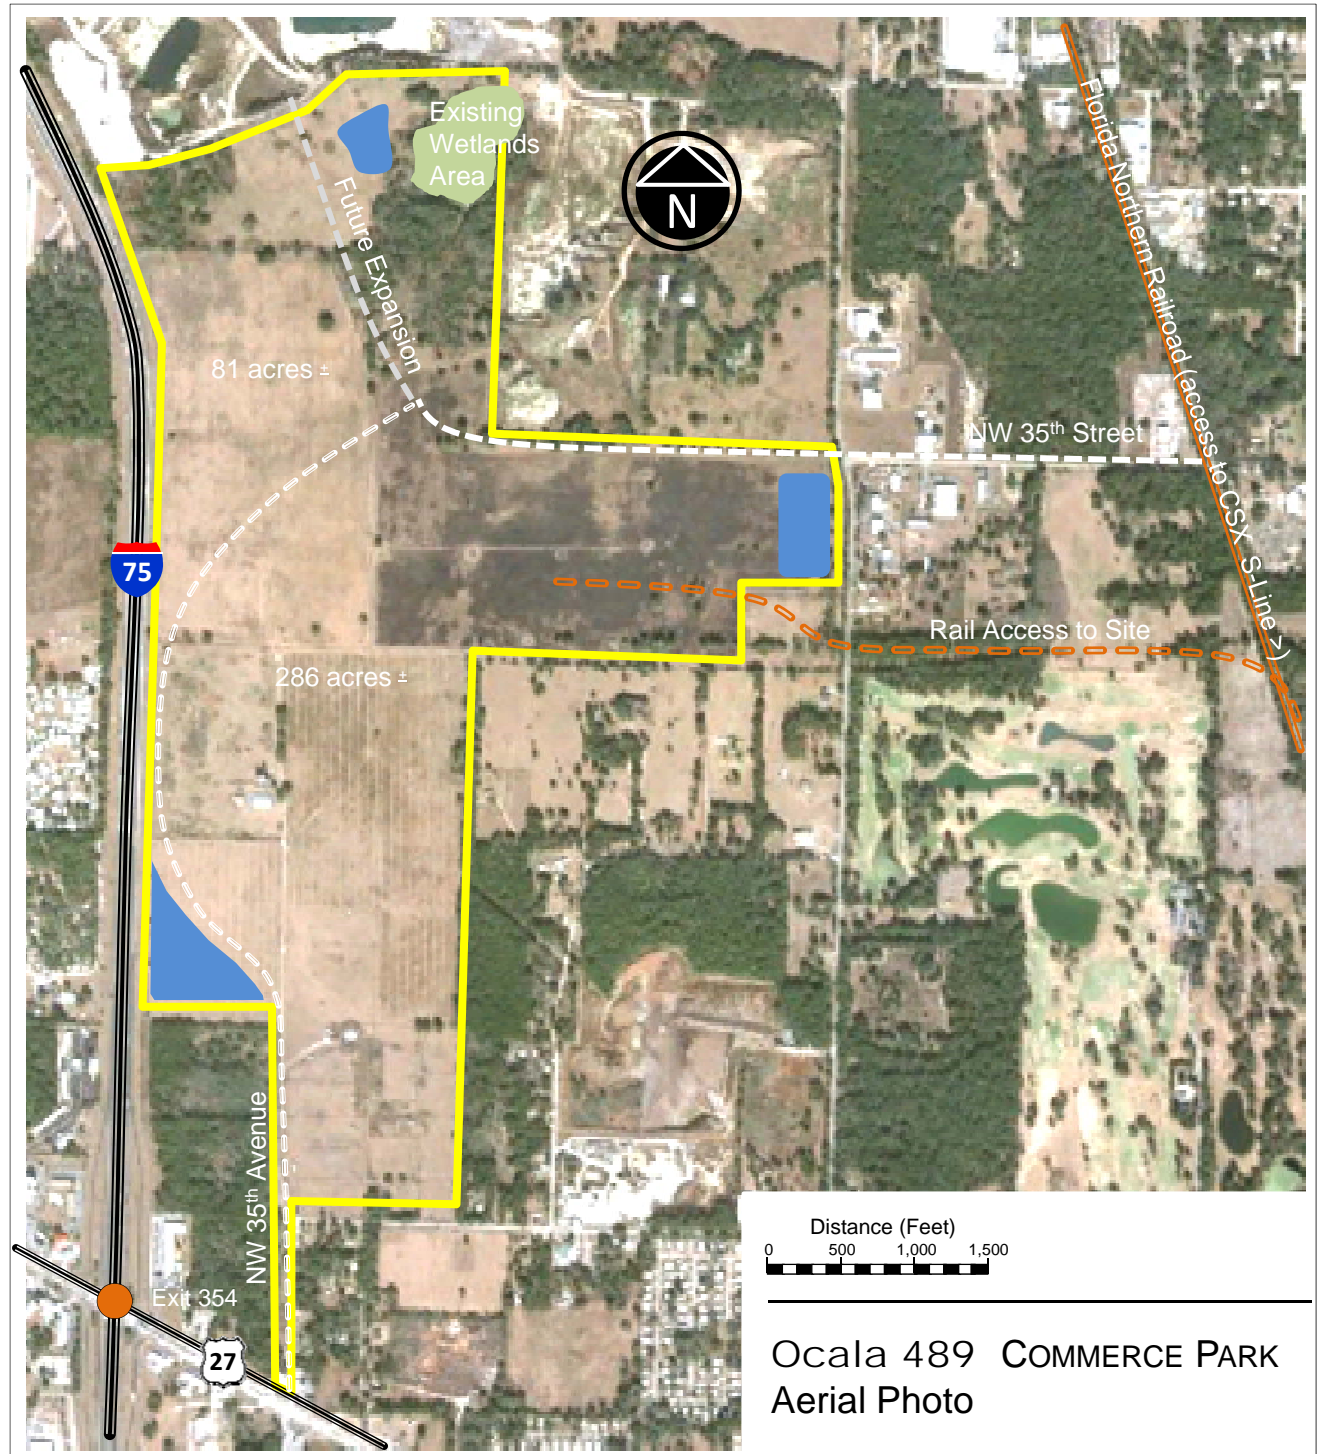 Existing
Wetlands
Area
N
Future Expansion
Florida Northern Railroad (access to CSX S-Line >)
81 acres ±
NW 35th Street
75
Rail Access to Site
286 acres ±
NW 35th Avenue
Exit 354
27
Distance (Feet)
0 500 1,000 1,500
Ocala 489 COMMERCE PARK
Aerial Photo